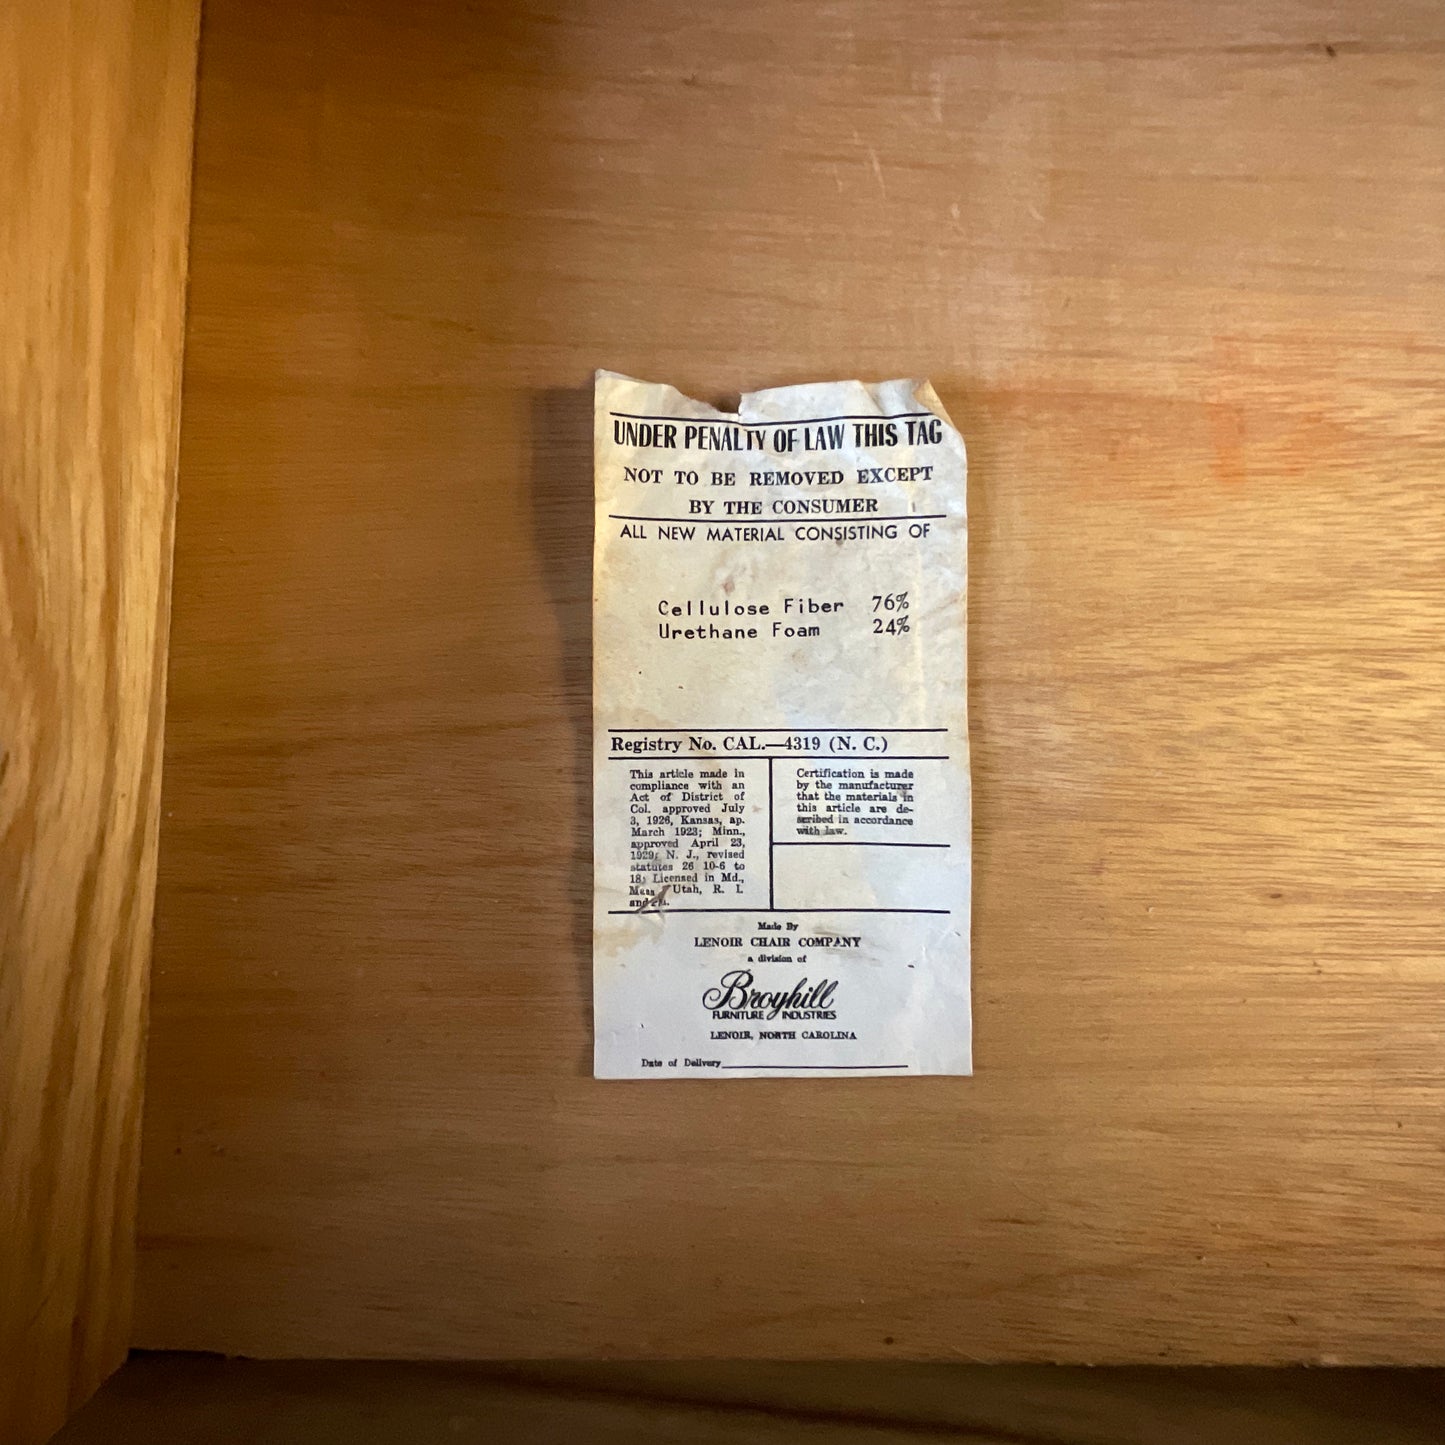 UNDER PENALTY OF LAW THIS TAG
NOT TO BE REMOVED EXCEPT
BY THE CONSUMER
ALL NEW MATERIAL CONSISTING OF
Cellulose Fiber 76%
Urethane Foam 24%
Registry No. CAL.—4319 (N. C.)
This article made in
compliance with an
Act of District of
Col. approved July
3, 1926, Kansas, ap.
March 1923; Minn.,
approved April 23,
1929; N. J., revised
statutes 26 10-6 to
18; Licensed in Md.,
Mass Utah, R. I.
and
Certification is made
by the manufacturer
that the materials in
this article are de-
scribed in accordance
with law.
Made By
LENOIR CHAIR COMPANY
a division of
Broyhill
FURNITURE INDUSTRIES
LENOIR, NORTH CAROLINA
Date of Delivery